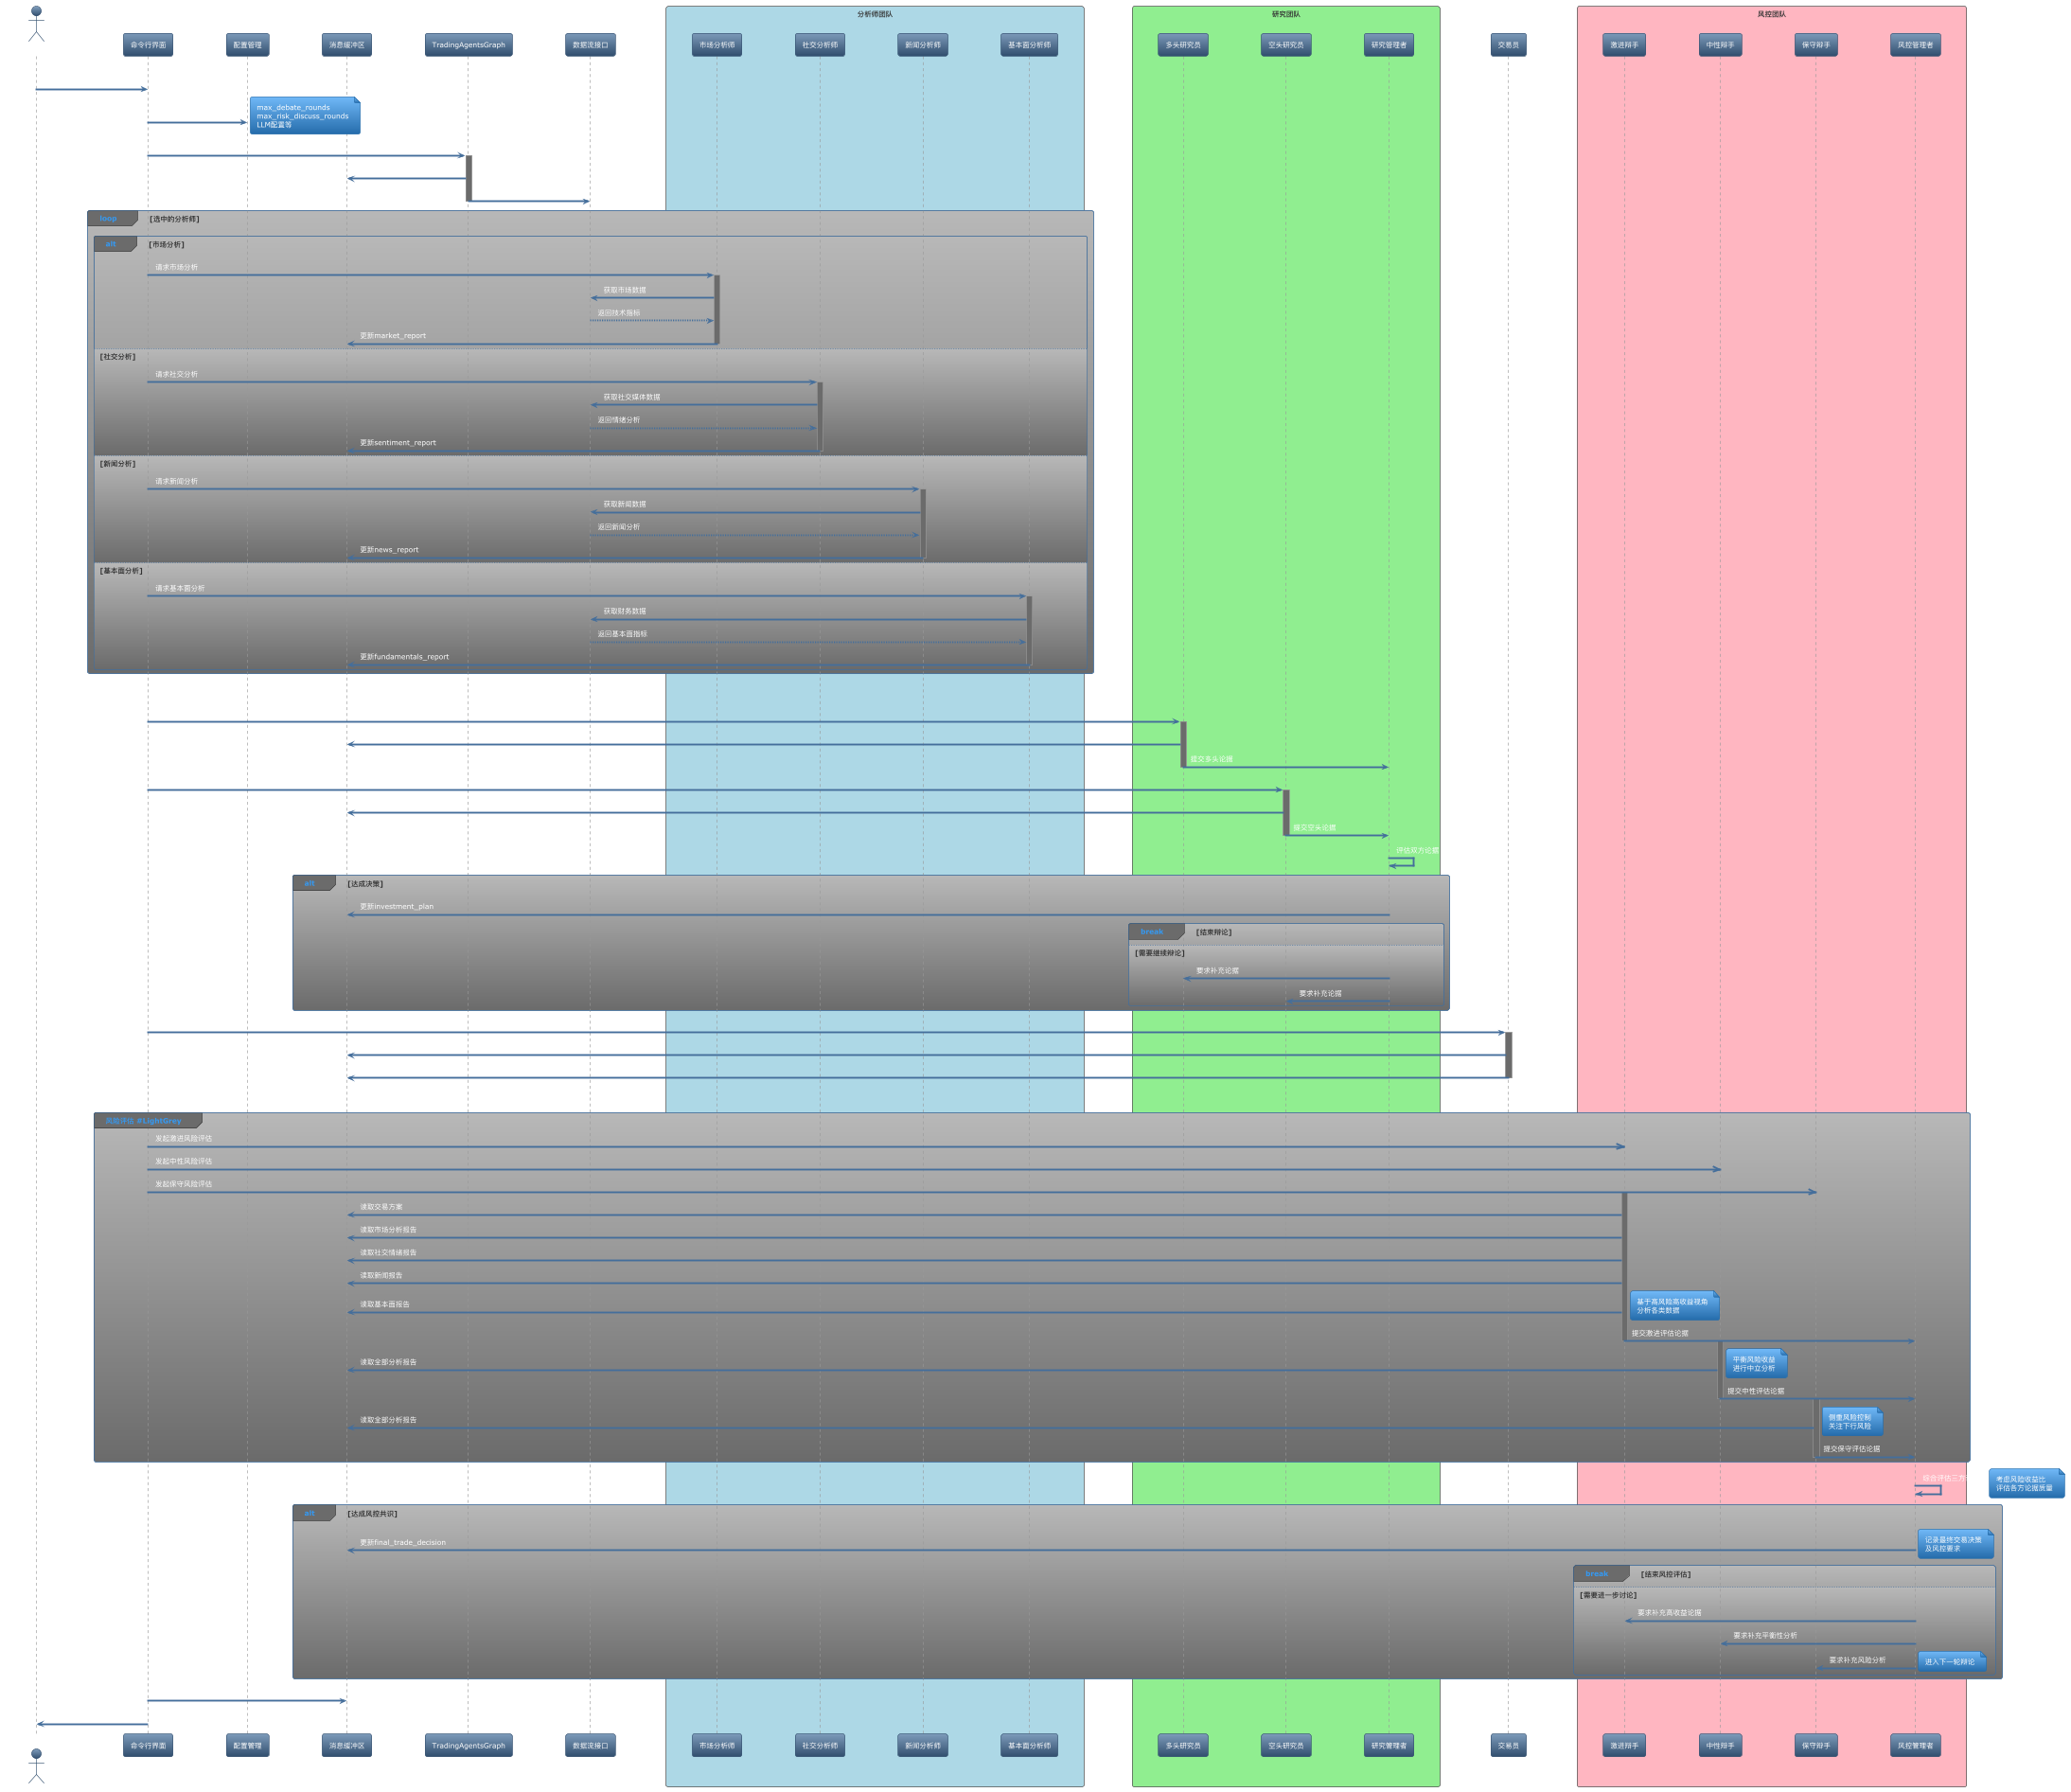 分析师团队
研究团队
风控团队
命令行界面
配置管理
消息缓冲区
TradingAgentsGraph
数据流接口
市场分析师
社交分析师
新闻分析师
基本面分析师
多头研究员
空头研究员
研究管理者
交易员
激进辩手
中性辩手
保守辩手
风控管理者
max_debate_rounds
max_risk_discuss_rounds
LLM配置等
loop
[选中的分析师]
alt
[市场分析]
请求市场分析
获取市场数据
返回技术指标
更新market_report
[社交分析]
请求社交分析
获取社交媒体数据
返回情绪分析
更新sentiment_report
[新闻分析]
请求新闻分析
获取新闻数据
返回新闻分析
更新news_report
[基本面分析]
请求基本面分析
获取财务数据
返回基本面指标
更新fundamentals_report
提交多头论据
提交空头论据
评估双方论据
alt
[达成决策]
更新investment_plan
break
[结束辩论]
[需要继续辩论]
要求补充论据
要求补充论据
风险评估 #LightGrey
发起激进风险评估
发起中性风险评估
发起保守风险评估
读取交易方案
读取市场分析报告
读取社交情绪报告
读取新闻报告
读取基本面报告
基于高风险高收益视角
分析各类数据
提交激进评估论据
读取全部分析报告
平衡风险收益
进行中立分析
提交中性评估论据
读取全部分析报告
侧重风险控制
关注下行风险
提交保守评估论据
综合评估三方
考虑风险收益比
评估各方论据质量
alt
[达成风控共识]
更新final_trade_decision
记录最终交易决策
及风控要求
break
[结束风控评估]
[需要进一步讨论]
要求补充高收益论据
要求补充平衡性分析
要求补充风险分析
进入下一轮辩论
命令行界面
配置管理
消息缓冲区
TradingAgentsGraph
数据流接口
市场分析师
社交分析师
新闻分析师
基本面分析师
多头研究员
空头研究员
研究管理者
交易员
激进辩手
中性辩手
保守辩手
风控管理者